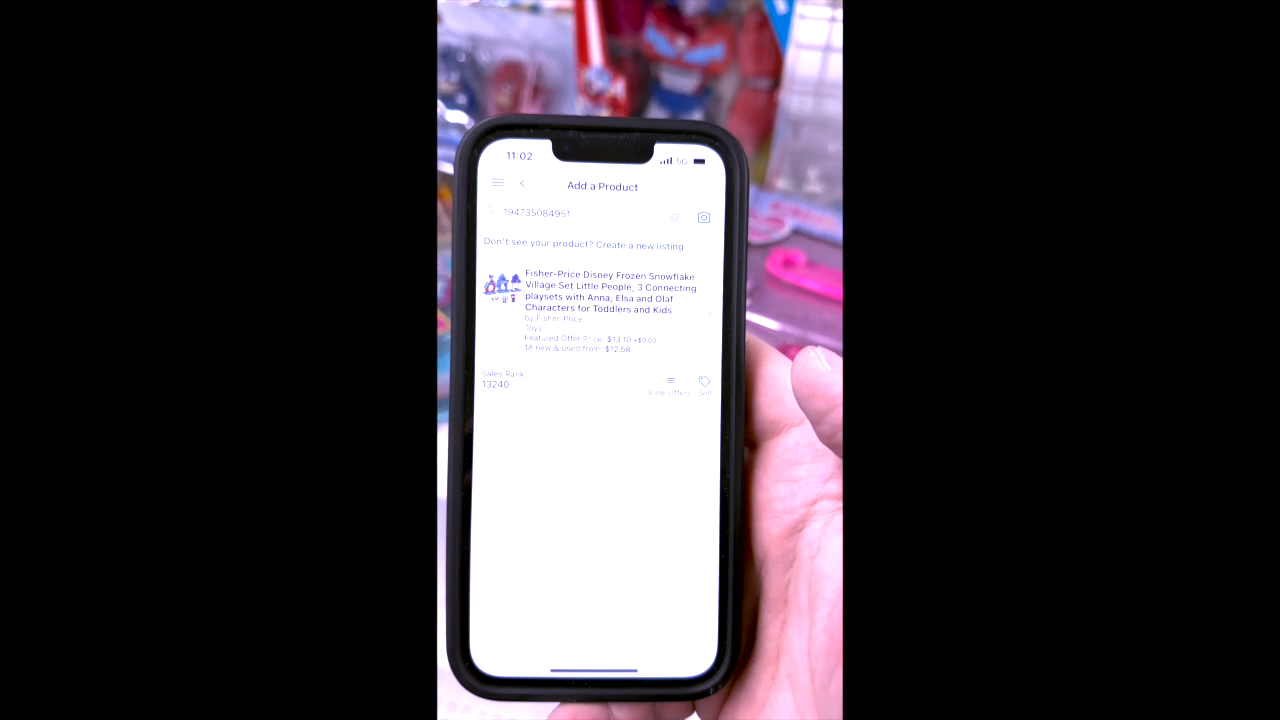 11:02
5G
Add a Product
194735084951
Don't see your product? Create a new listing
Fisher-Price Disney Frozen Snowflake
Village Set Little People, 3 Connecting
playsets with Anna, Elsa and Olaf
Characters for Toddlers and Kids
by Fisher-Price
Toys
Featured Offer Price: $13.10 +$0.00
18 new & used from: $12.58
Sales Rank
13240
View Offers
Sell